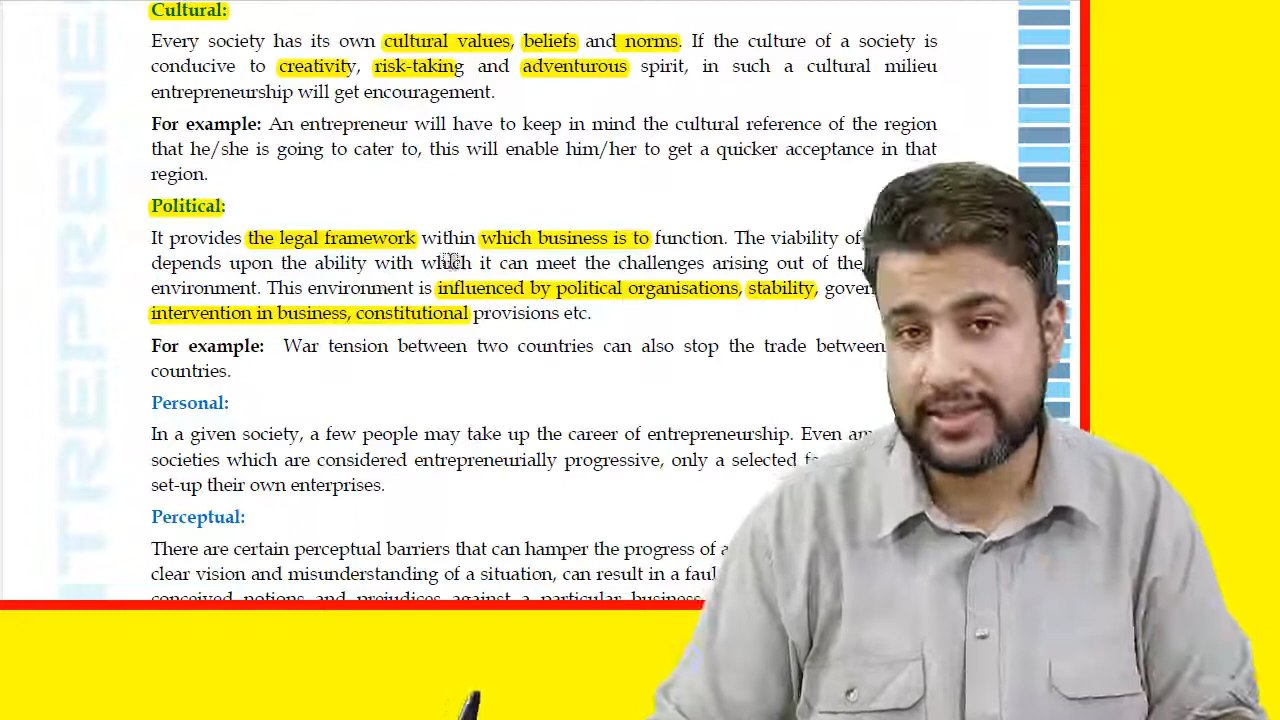 Cultural:
Every society has its own cultural values, beliefs and norms. If the culture of a society is
conducive to creativity, risk-taking and adventurous spirit, in such a cultural milieu
entrepreneurship will get encouragement.
For example: An entrepreneur will have to keep in mind the cultural reference of the region
that he/she is going to cater to, this will enable him/her to get a quicker acceptance in that
region.
Political:
It provides the legal framework within which business is to function. The viability of
depends upon the ability with which it can meet the challenges arising out of the
environment. This environment is influenced by political organisations, stability,
intervention in business, constitutional provisions etc.
For example: War tension between two countries can also stop the trade between
countries.
Personal:
In a given society, a few people may take up the career of entrepreneurship. Even
societies which are considered entrepreneurially progressive, only a selected
set-up their own enterprises.
Perceptual:
There are certain perceptual barriers that can hamper the progress of
clear vision and misunderstanding of a situation, can result in a
conceived notions and prejudices against a particular business